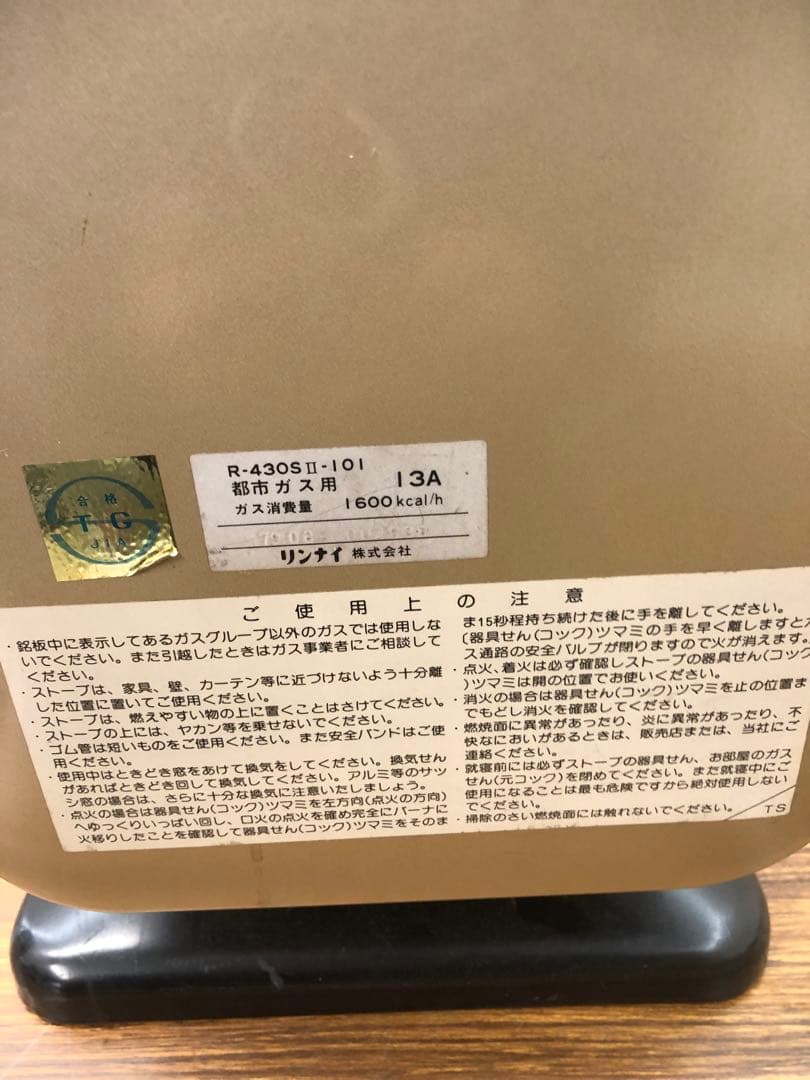 合格
TG
JIA
R-430SⅡ-101
都市ガス用 13A
ガス消費量 1600kcal/h
リンナイ 株式会社
ご使用上の注意
・銘板中に表示してあるガスグループ以外のガスでは使用しな
いでください。また引越したときはガス事業者にご相談して
ください。
・ストーブは、家具、壁、カーテン等に近づけないよう十分離
した位置に置いてご使用ください。
・ストーブは、燃えやすい物の上に置くことはさけてください。
・ストーブの上には、ヤカン等を乗せないでください。
・ゴム管は短いものをご使用ください。また安全バンドはご使
用ください。
・使用中はときどき窓をあけて換気をしてください。換気せん
があればときどき回して換気してください。アルミ等のサッ
シ窓の場合は、さらに十分な換気に注意いたしましょう。
・点火の場合は器具せん(コック)ツマミを左方向(点火の方向)
へゆっくりいっぱい回し、口火の点火を確め完全にバーナに
火移りしたことを確認して器具せん(コック)ツマミをそのま
ま15秒程持ち続けた後に手を離してください。
(器具せん(コック)ツマミの手を早く離しますとガ
ス通路の安全バルブが閉りますので火が消えます。
・点火、着火は必ず確認しストーブの器具せん(コック
)ツマミは開の位置でお使いください。
・消火の場合は器具せん(コック)ツマミを止の位置ま
でもどし消火を確認してください。
・燃焼面に異常があったり、炎に異常があったり、不
快なにおいがあるときは、販売店または、当社にご
連絡ください。
就寝前には必ずストーブの器具せん、お部屋のガス
せん(元コック)を閉めてください。また就寝中にご
使用になることは最も危険ですから絶対使用しない
でください。
・掃除のさい燃焼面には触れないでください。
TS